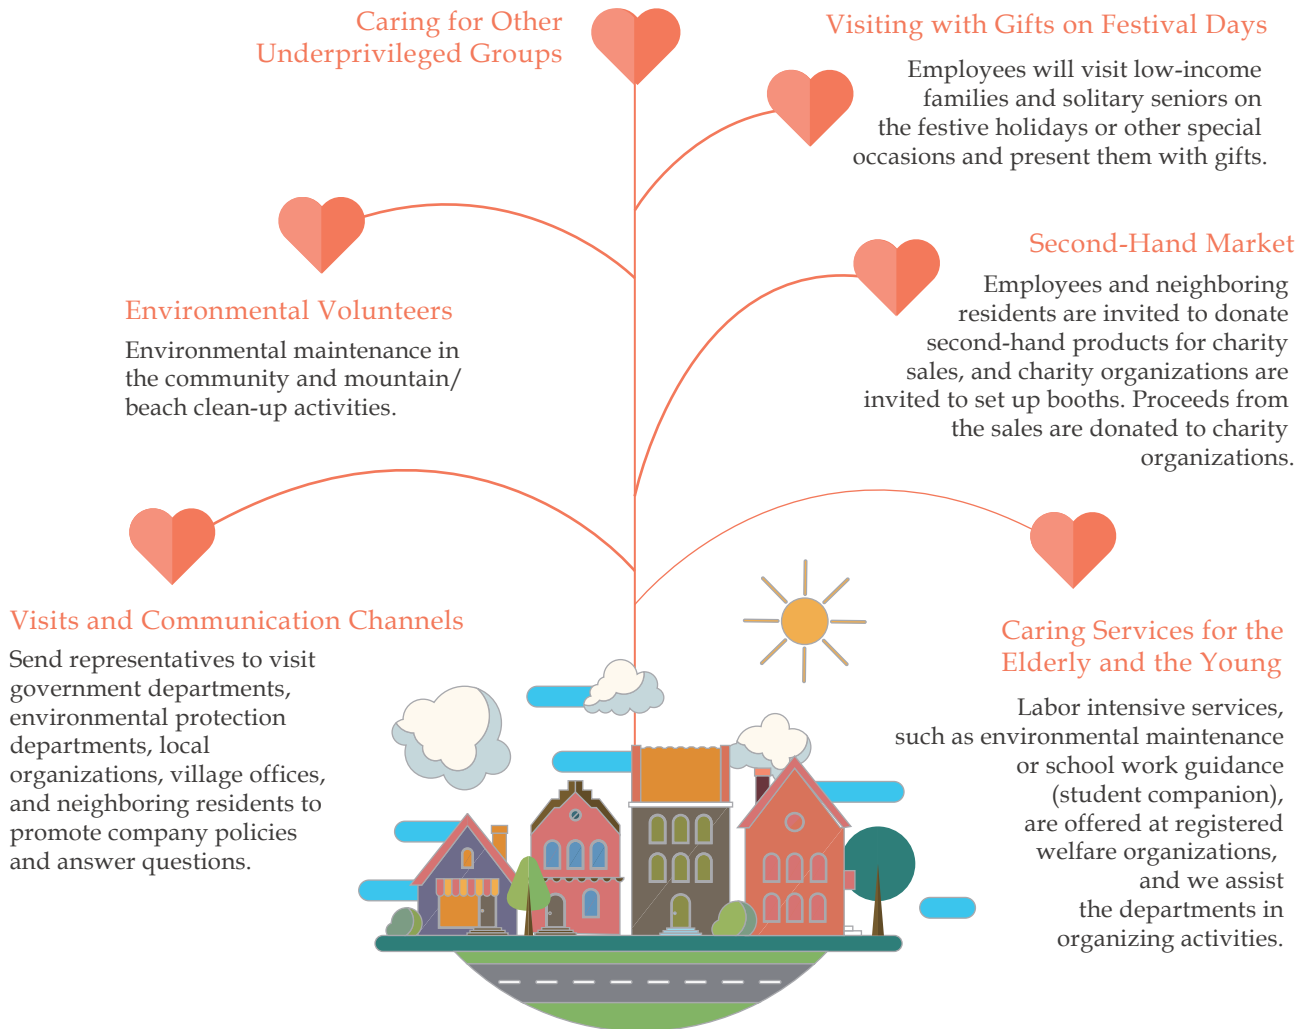 Caring for Other
Underprivileged Groups
Visiting with Gifts on Festival Days
Employees will visit low-income
families and solitary seniors on
the festive holidays or other special
occasions and present them with gifts.
Environmental Volunteers
Environmental maintenance in
the community and mountain/
beach clean-up activities.
Second-Hand Market
Employees and neighboring
residents are invited to donate
second-hand products for charity
sales, and charity organizations are
invited to set up booths. Proceeds from
the sales are donated to charity
organizations.
Visits and Communication Channels
Send representatives to visit
government departments,
environmental protection
departments, local
organizations, village offices,
and neighboring residents to
promote company policies
and answer questions.
Caring Services for the
Elderly and the Young
Labor intensive services,
such as environmental maintenance
or school work guidance
(student companion),
are offered at registered
welfare organizations,
and we assist
the departments in
organizing activities.